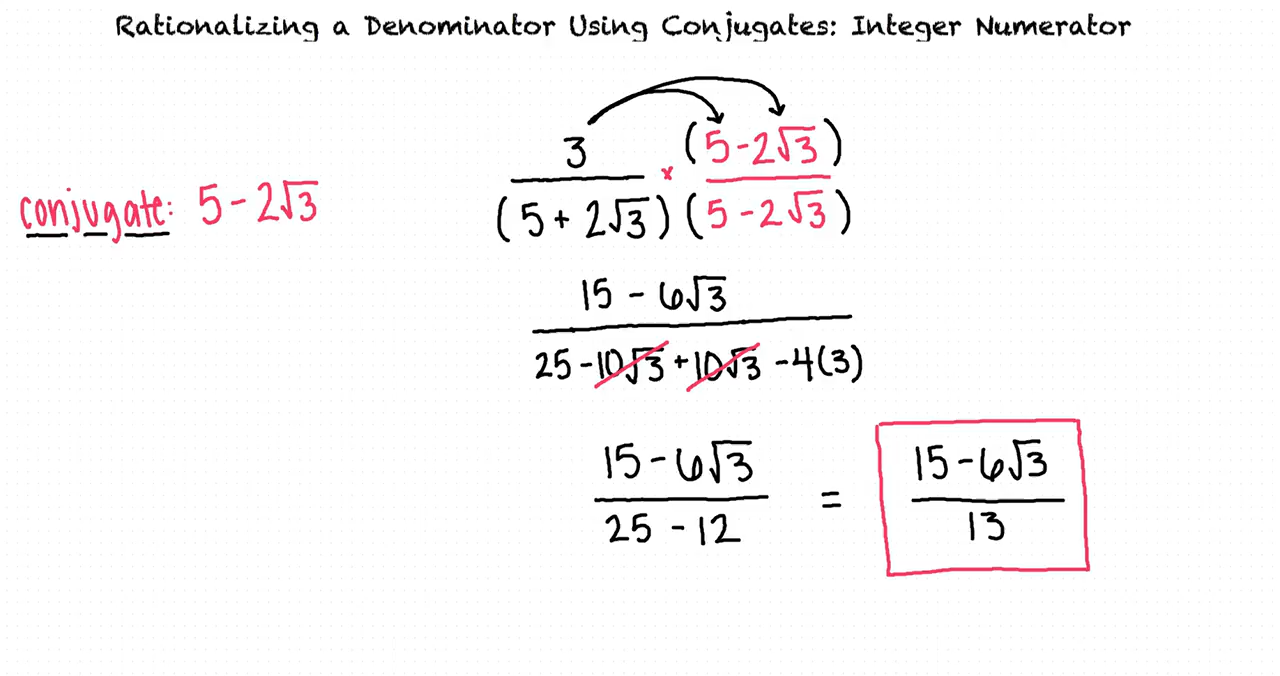 Rationalizing a Denominator Using Conjugates: Integer Numerator
conjugate: 5 - 2√3
3 × (5 - 2√3)
(5 + 2√3) (5 - 2√3)
15 - 6√3
25 - 10√3 + 10√3 - 4(3)
15 - 6√3 = 15 - 6√3
25 - 12 13